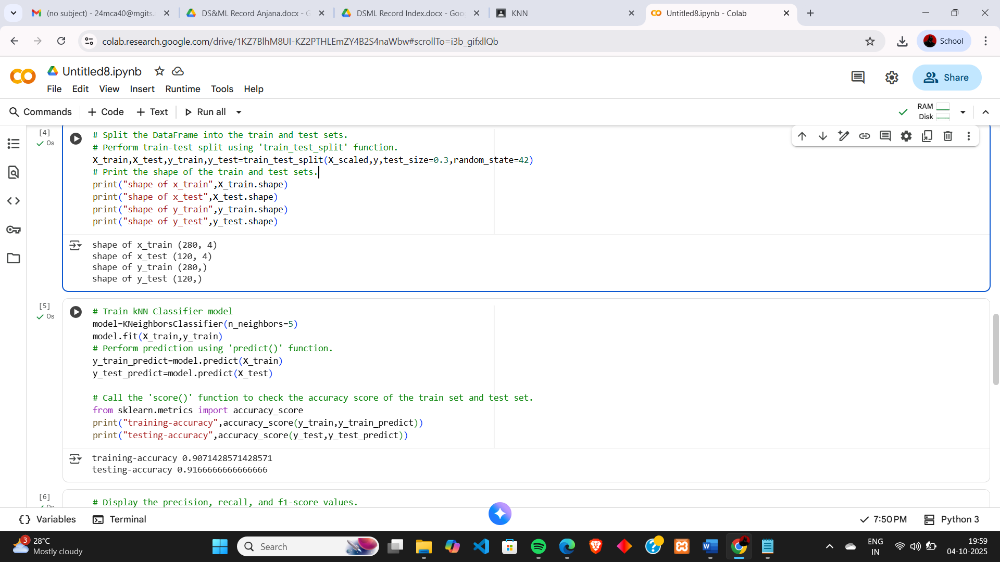 (no subject) - 24mca40@mgits.
DS&ML Record Anjana.docx - G
DSML Record Index.docx - Goo
KNN
Untitled8.ipynb - Colab
colab.research.google.com/drive/1KZ7BlhM8UI-KZ2PTHLEmZY4B2S4naWbw#scrollTo=i3b_gifxllQb
School
Untitled8.ipynb
File Edit View Insert Runtime Tools Help
Share
Commands + Code + Text Run all
RAM
Disk
[4]
0s
# Split the DataFrame into the train and test sets.
# Perform train-test split using 'train_test_split' function.
X_train,X_test,y_train,y_test=train_test_split(X_scaled,y,test_size=0.3,random_state=42)
# Print the shape of the train and test sets.
print("shape of x_train",X_train.shape)
print("shape of x_test",X_test.shape)
print("shape of y_train",y_train.shape)
print("shape of y_test",y_test.shape)
shape of x_train (280, 4)
shape of x_test (120, 4)
shape of y_train (280,)
shape of y_test (120,)
[5]
0s
# Train kNN Classifier model
model=KNeighborsClassifier(n_neighbors=5)
model.fit(X_train,y_train)
# Perform prediction using 'predict()' function.
y_train_predict=model.predict(X_train)
y_test_predict=model.predict(X_test)
# Call the 'score()' function to check the accuracy score of the train set and test set.
from sklearn.metrics import accuracy_score
print("training-accuracy",accuracy_score(y_train,y_train_predict))
print("testing-accuracy",accuracy_score(y_test,y_test_predict))
training-accuracy 0.9071428571428571
testing-accuracy 0.9166666666666666
[6]
0s
# Display the precision, recall, and f1-score values.
{} Variables Terminal
7:50 PM Python 3
3
28°C
Mostly cloudy
Search
ENG
IN
19:59
04-10-2025